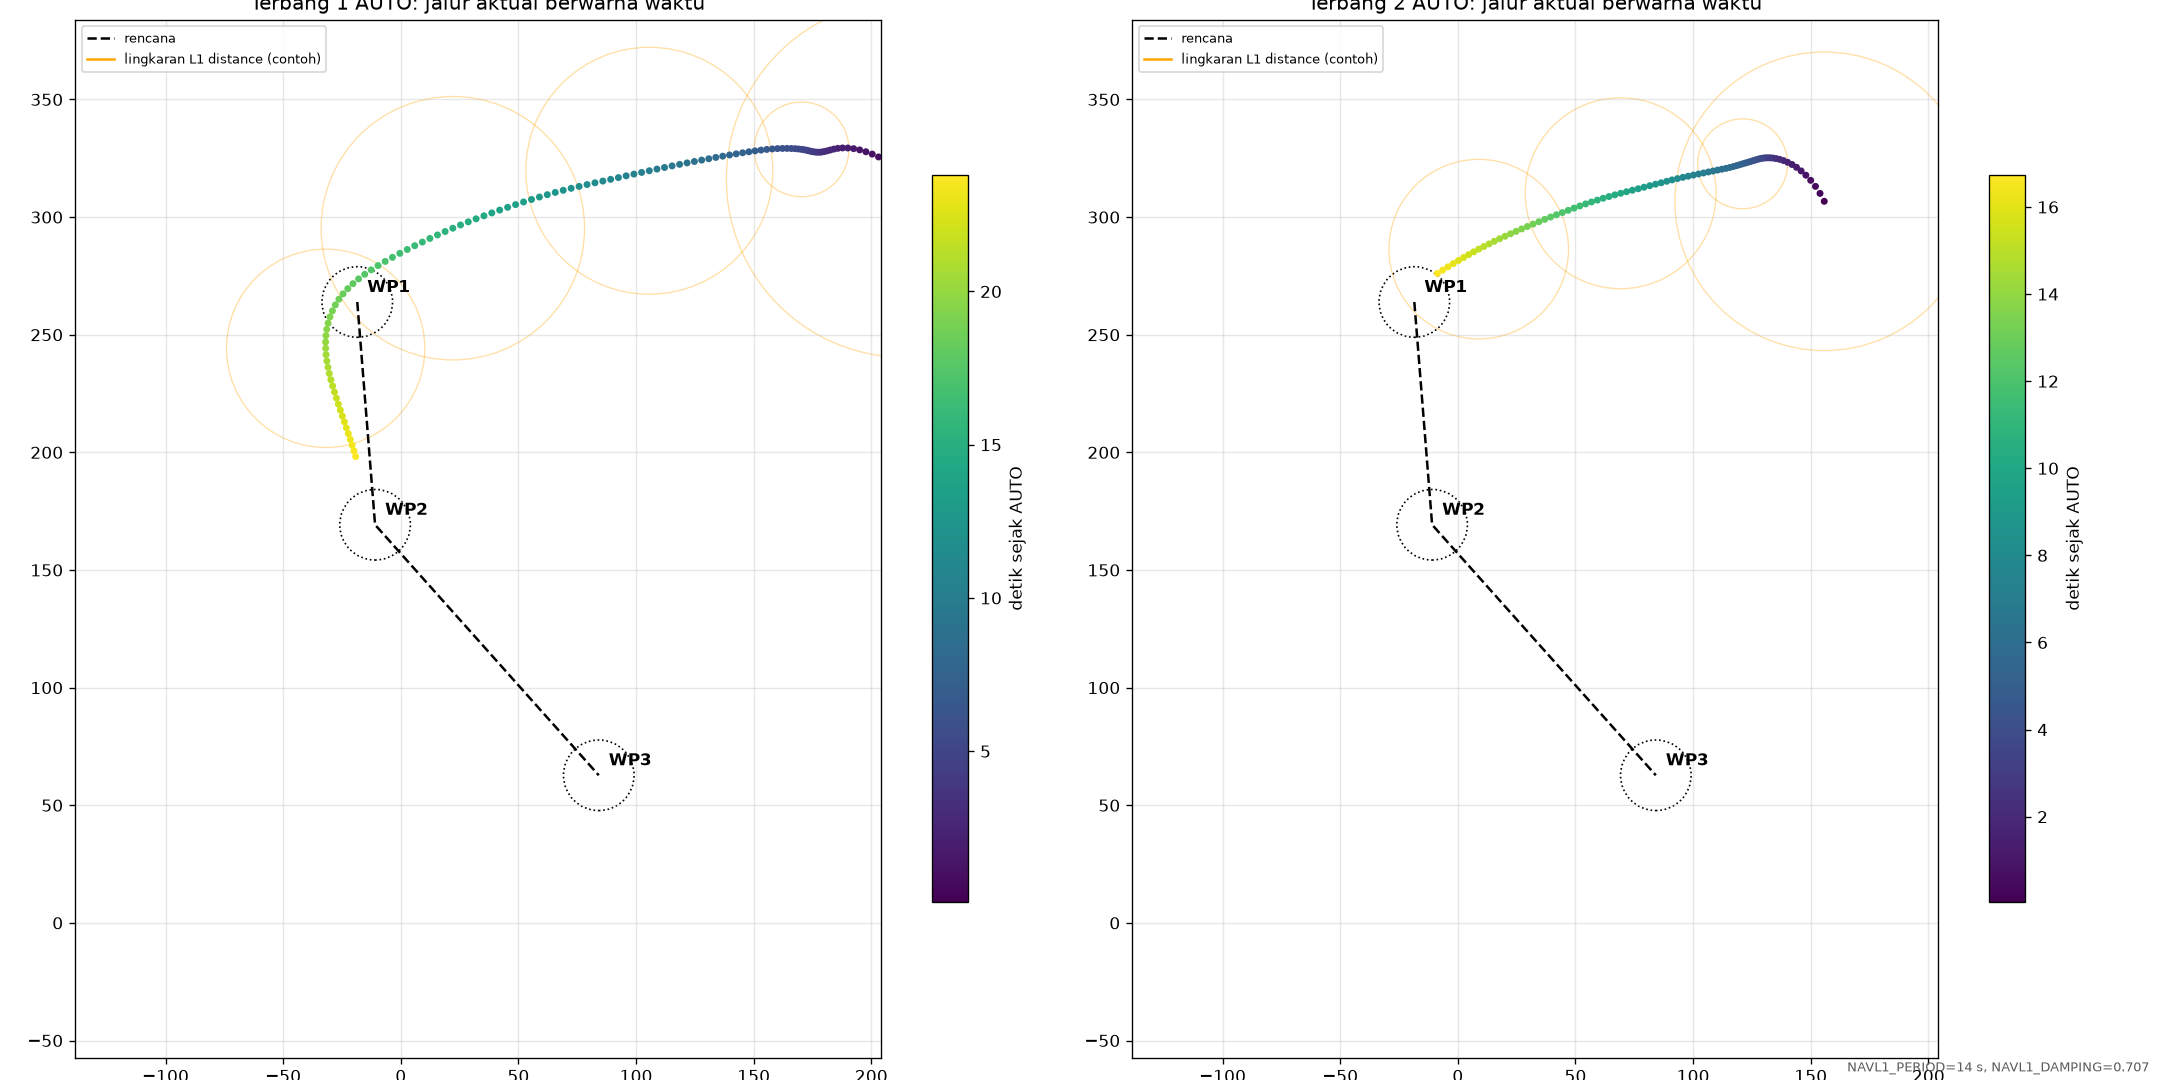 Terbang 1 AUTO: jalur aktual berwarna waktu
rencana
lingkaran L1 distance (contoh)
350
300
250
200
150
100
50
0
−50
−100
−50
0
50
100
150
200
WP1
WP2
WP3
20
15
10
5
detik sejak AUTO
Terbang 2 AUTO: jalur aktual berwarna waktu
rencana
lingkaran L1 distance (contoh)
350
300
250
200
150
100
50
0
−50
−100
−50
0
50
100
150
200
WP1
WP2
WP3
16
14
12
10
8
6
4
2
detik sejak AUTO
NAVL1_PERIOD=14 s, NAVL1_DAMPING=0.707